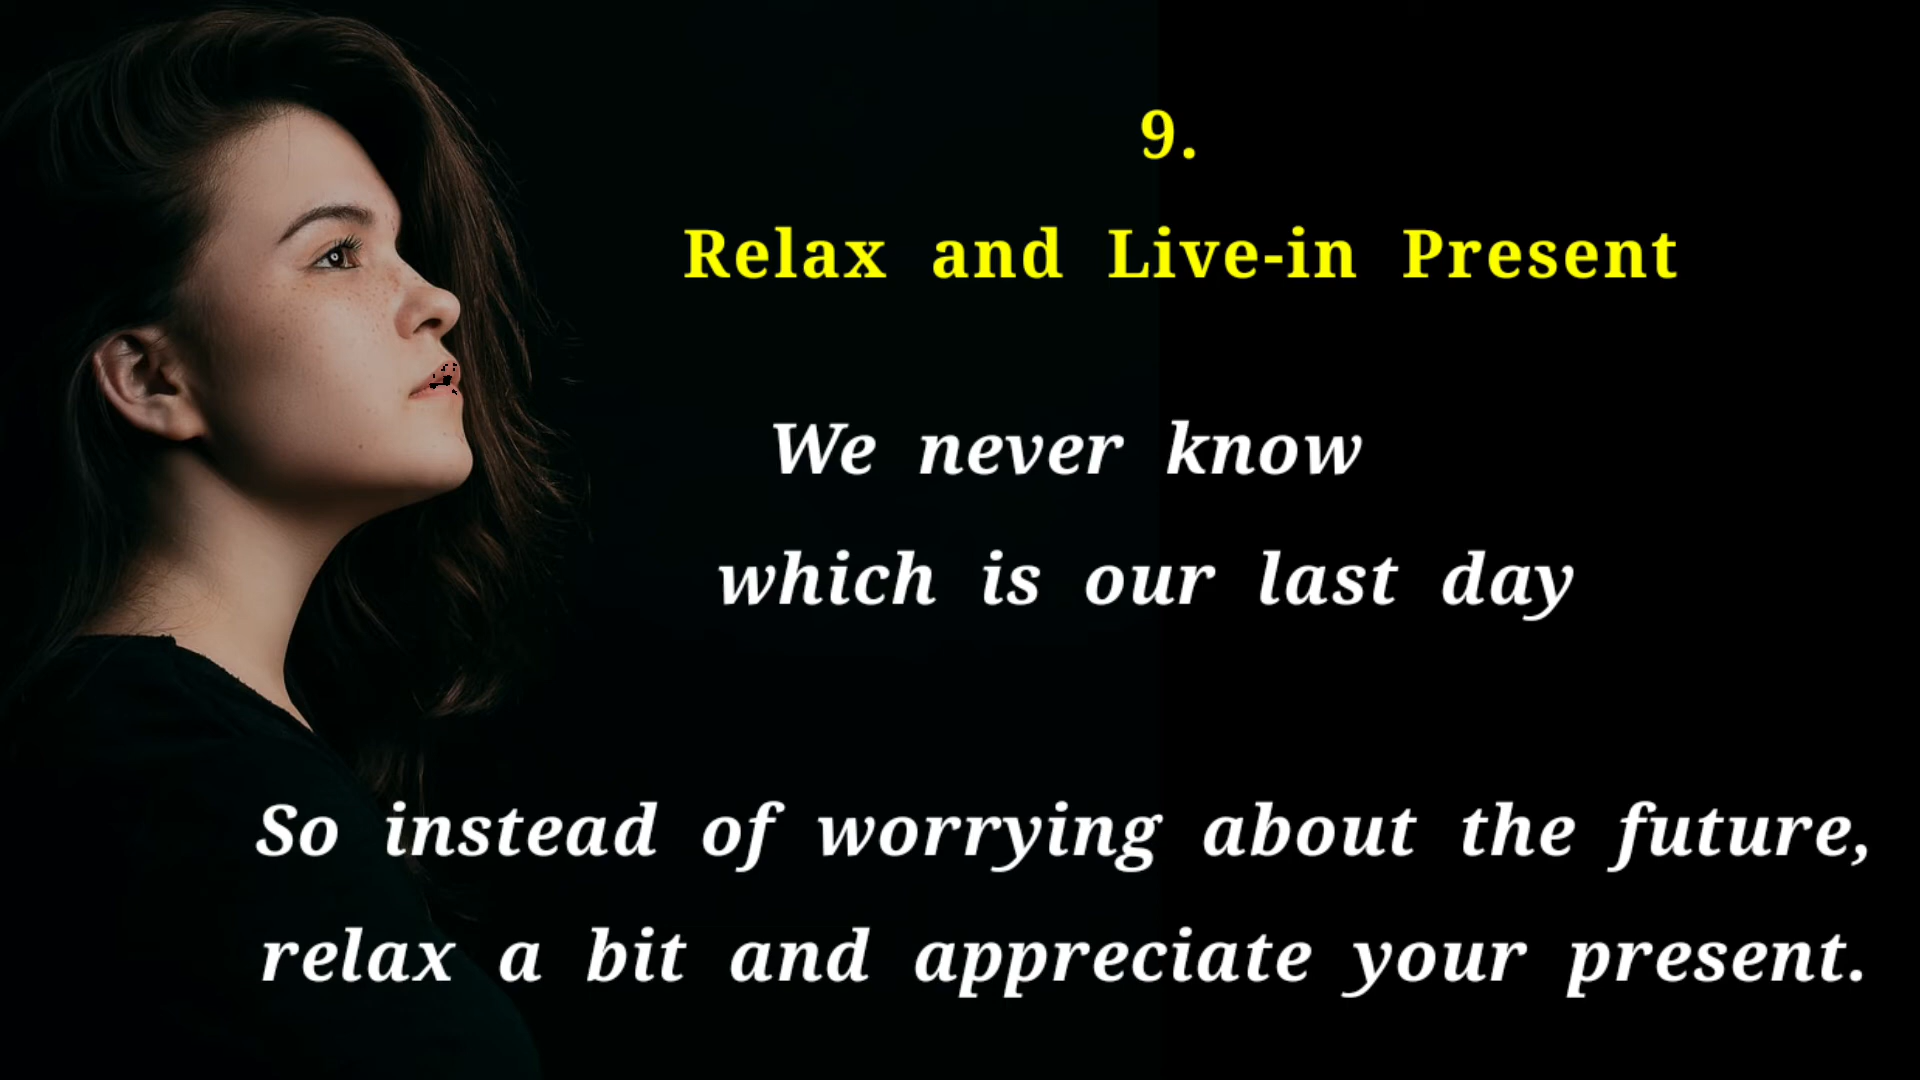 9.
Relax and Live-in Present
We never know
which is our last day
So instead of worrying about the future,
relax a bit and appreciate your present.